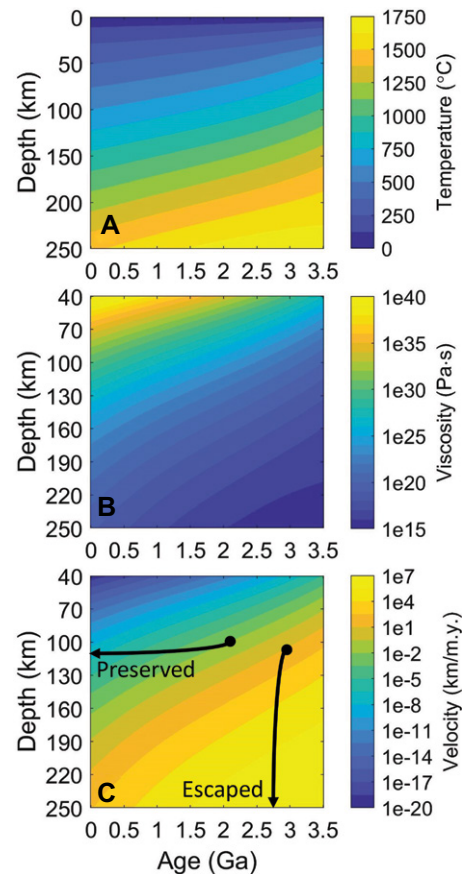 0
50
100
150
200
250
Depth (km)
A
0 0.5 1 1.5 2 2.5 3 3.5
1750
1500
1250
1000
750
500
250
0
Temperature (°C)
40
70
100
130
160
190
220
250
Depth (km)
B
0 0.5 1 1.5 2 2.5 3 3.5
1e40
1e35
1e30
1e25
1e20
1e15
Viscosity (Pa·s)
40
70
100
130
160
190
220
250
Depth (km)
Preserved
Escaped
C
0 0.5 1 1.5 2 2.5 3 3.5
Age (Ga)
1e7
1e4
1e1
1e-2
1e-5
1e-8
1e-11
1e-14
1e-17
1e-20
Velocity (km/m.y.)